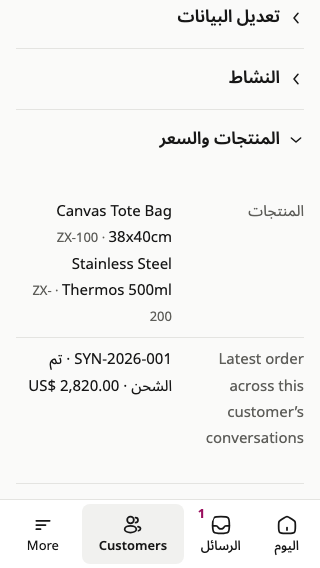 تعديل البيانات
النشاط
المنتجات والسعر
المنتجات
Canvas Tote Bag
38x40cm · ZX-100
Stainless Steel
Thermos 500ml · ZX-
200
Latest order
across this
customer's
conversations
SYN-2026-001 · تم
الشحن · US$ 2,820.00
اليوم
1
الرسائل
Customers
More